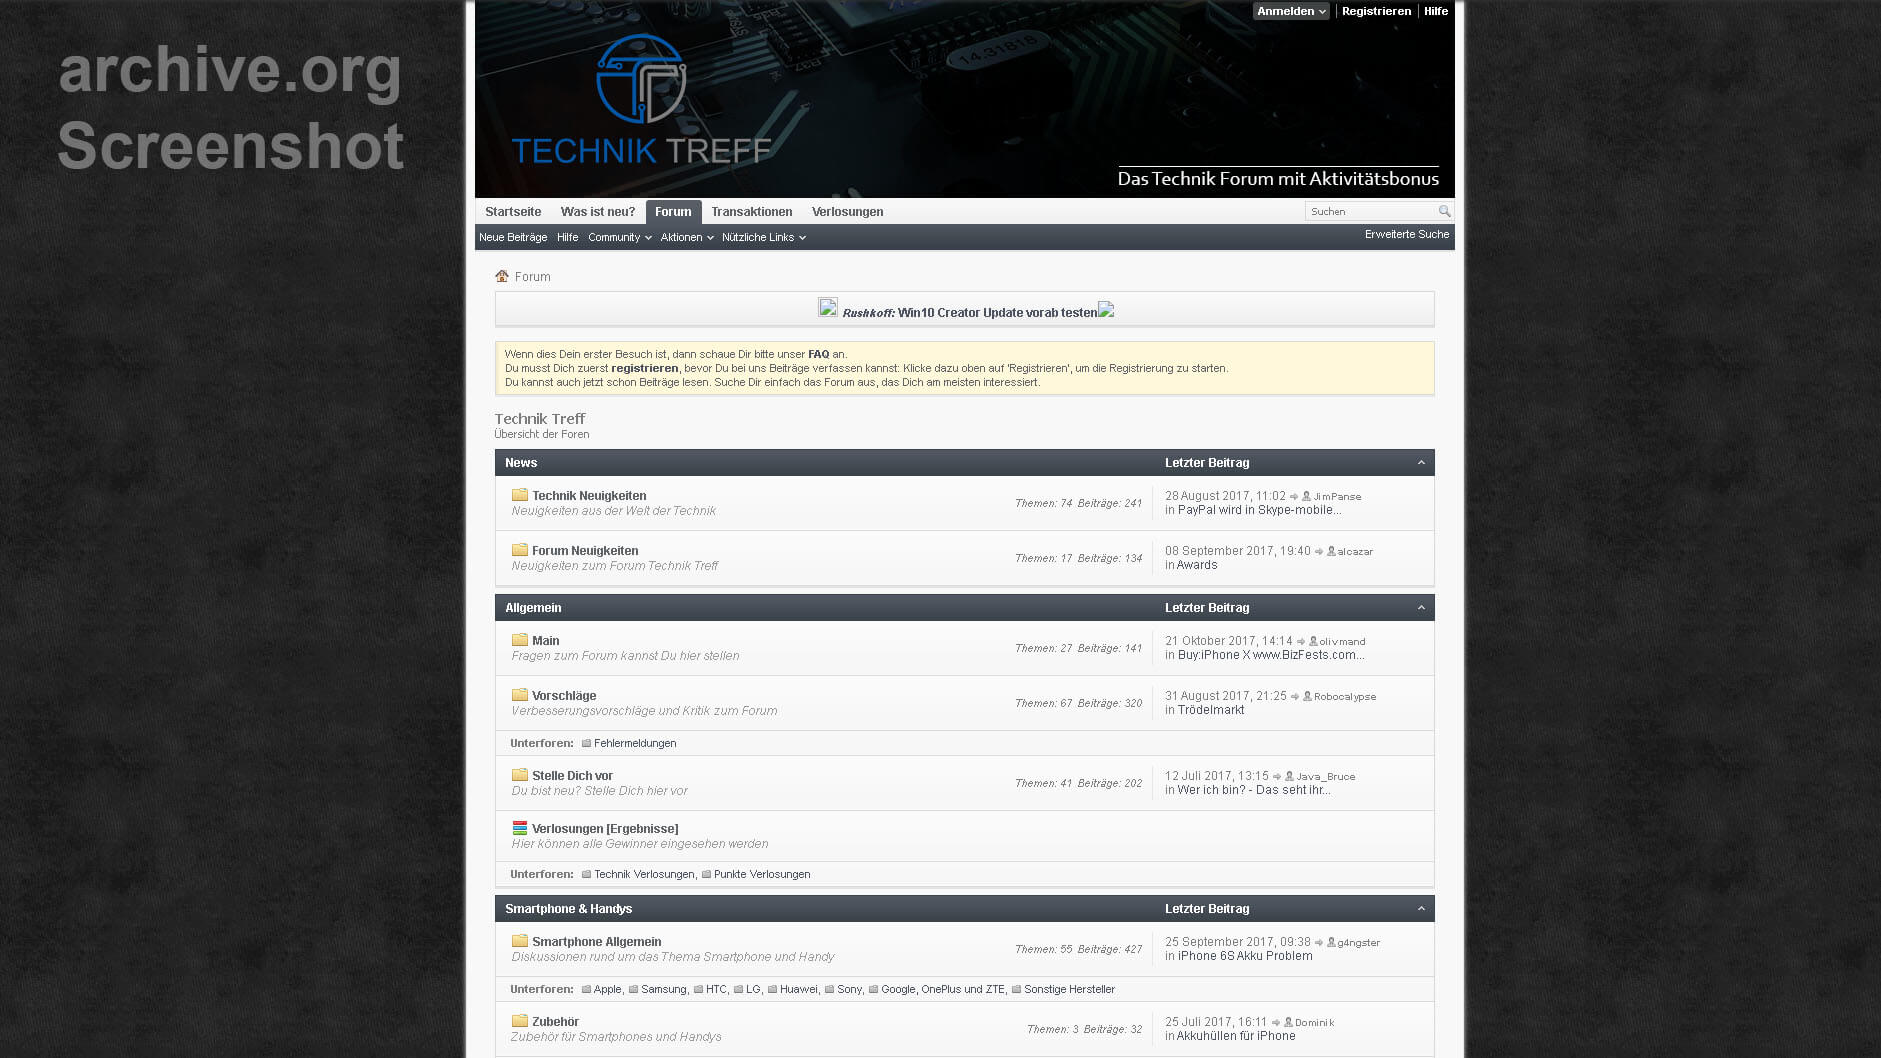 archive.org
Screenshot
Anmelden
Registrieren
Hilfe
14.31818
TF
TECHNIK TREFF
Das Technik Forum mit Aktivitätsbonus
Startseite Was ist neu? Forum Transaktionen Verlosungen
Suchen
Neue Beiträge Hilfe Community Aktionen Nützliche Links
Erweiterte Suche
Forum
Rushkoff: Win10 Creator Update vorab testen
Wenn dies Dein erster Besuch ist, dann schaue Dir bitte unser FAQ an.
Du musst Dich zuerst registrieren, bevor Du bei uns Beiträge verfassen kannst: Klicke dazu oben auf 'Registrieren', um die Registrierung zu starten.
Du kannst auch jetzt schon Beiträge lesen. Suche Dir einfach das Forum aus, das Dich am meisten interessiert.
Technik Treff
Übersicht der Foren
News Letzter Beitrag
Technik Neuigkeiten
Neuigkeiten aus der Welt der Technik
Themen: 74 Beiträge: 241
28 August 2017, 11:02 JimPanse
in PayPal wird in Skype-mobile...
Forum Neuigkeiten
Neuigkeiten zum Forum Technik Treff
Themen: 17 Beiträge: 134
08 September 2017, 19:40 alcazar
in Awards
Allgemein Letzter Beitrag
Main
Fragen zum Forum kannst Du hier stellen
Themen: 27 Beiträge: 141
21 Oktober 2017, 14:14 olivmand
in Buy:iPhone X www.BizFests.com...
Vorschläge
Verbesserungsvorschläge und Kritik zum Forum
Themen: 67 Beiträge: 320
31 August 2017, 21:25 Robocalypse
in Trödelmarkt
Unterforen: Fehlermeldungen
Stelle Dich vor
Du bist neu? Stelle Dich hier vor
Themen: 41 Beiträge: 202
12 Juli 2017, 13:15 Java_Bruce
in Wer ich bin? - Das seht ihr...
Verlosungen [Ergebnisse]
Hier können alle Gewinner eingesehen werden
Unterforen: Technik Verlosungen, Punkte Verlosungen
Smartphone & Handys Letzter Beitrag
Smartphone Allgemein
Diskussionen rund um das Thema Smartphone und Handy
Themen: 55 Beiträge: 427
25 September 2017, 09:38 g4ngster
in iPhone 6S Akku Problem
Unterforen: Apple, Samsung, HTC, LG, Huawei, Sony, Google, OnePlus und ZTE, Sonstige Hersteller
Zubehör
Zubehör für Smartphones und Handys
Themen: 3 Beiträge: 32
25 Juli 2017, 16:11 Dominik
in Akkuhüllen für iPhone